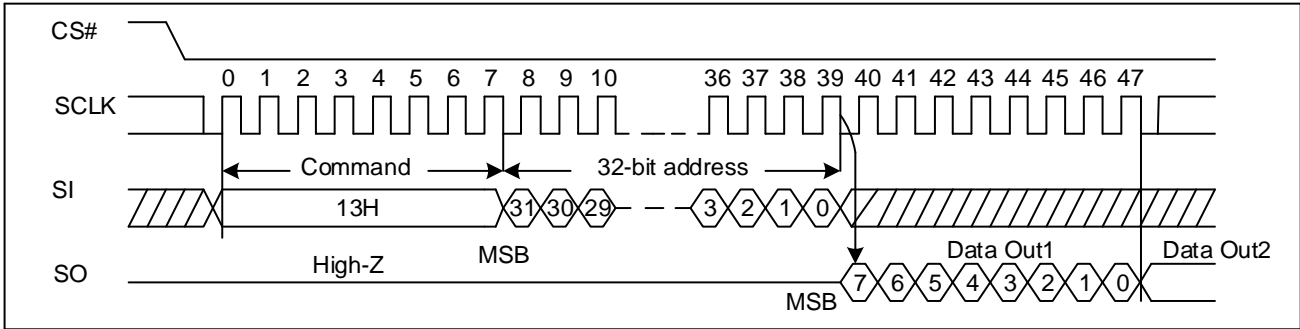 CS#
0 1 2 3 4 5 6 7 8 9 10 36 37 38 39 40 41 42 43 44 45 46 47
SCLK
Command 32-bit address
SI
13H 31 30 29 3 2 1 0
MSB Data Out1 Data Out2
High-Z
SO
7 6 5 4 3 2 1 0
MSB